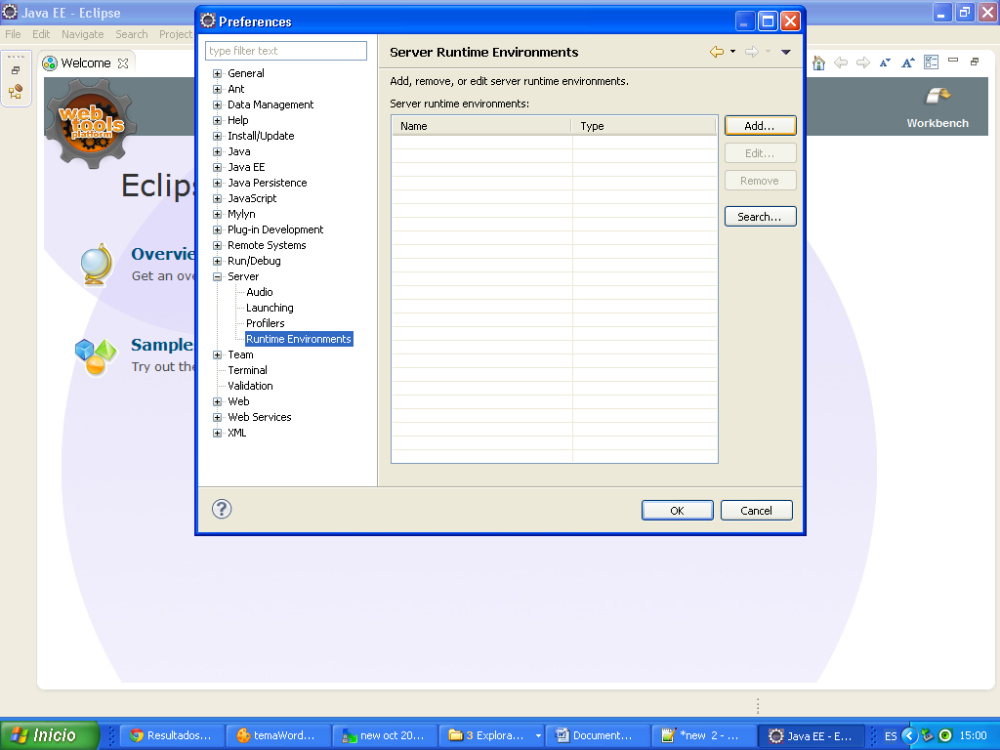 Java EE - Eclipse
File Edit Navigate Search Project
Welcome
web
tools
platform
Workbench
Eclips
Overvie
Get an ove
Samples
Try out the
Preferences
type filter text
General
Ant
Data Management
Help
Install/Update
Java
Java EE
Java Persistence
JavaScript
Mylyn
Plug-in Development
Remote Systems
Run/Debug
Server
Audio
Launching
Profilers
Runtime Environments
Team
Terminal
Validation
Web
Web Services
XML
Server Runtime Environments
Add, remove, or edit server runtime environments.
Server runtime environments:
Name Type
Add...
Edit...
Remove
Search...
?
OK Cancel
Inicio Resultados... temaWord... new oct 20... 3 Explora... Document... *new 2 - ... Java EE - E... ES 15:00